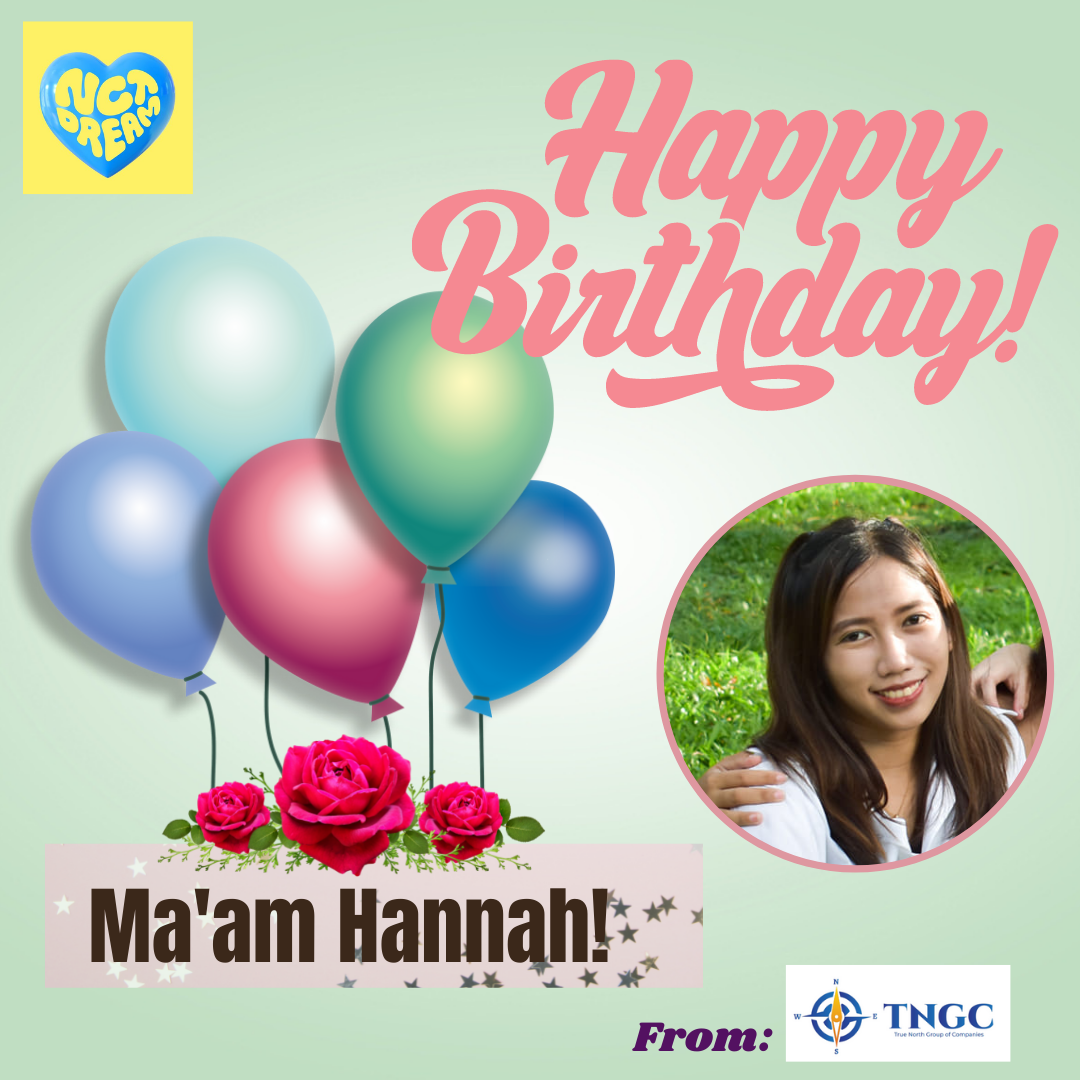 NCT
DREAM
Happy
Birthday!
Ma'am Hannah!
From:
N
W E
S
TNGC
True North Group of Companies